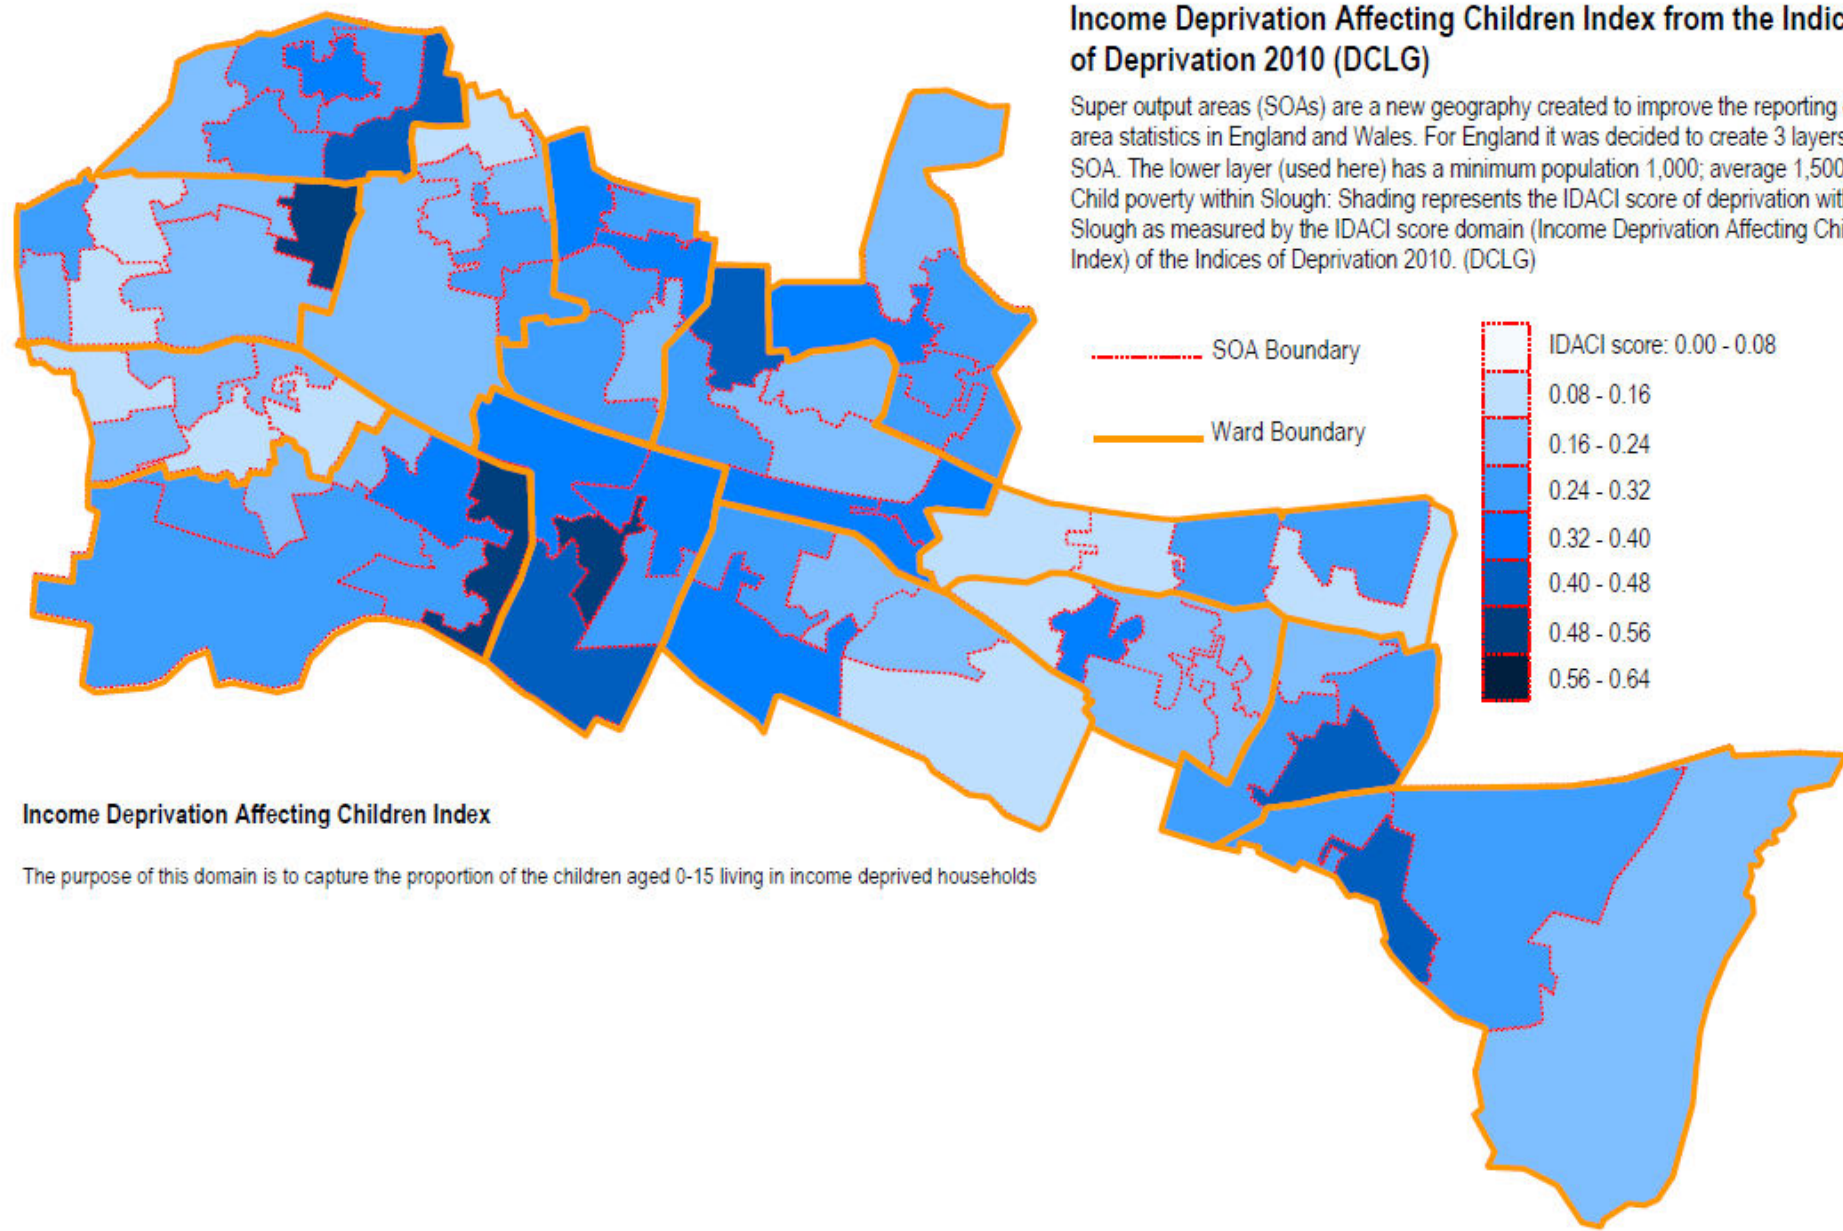 Income Deprivation Affecting Children Index from the Indic
of Deprivation 2010 (DCLG)
Super output areas (SOAs) are a new geography created to improve the reporting
area statistics in England and Wales. For England it was decided to create 3 layers
SOA. The lower layer (used here) has a minimum population 1,000; average 1,500
Child poverty within Slough: Shading represents the IDACI score of deprivation wit
Slough as measured by the IDACI score domain (Income Deprivation Affecting Chi
Index) of the Indices of Deprivation 2010. (DCLG)
SOA Boundary
Ward Boundary
IDACI score: 0.00 - 0.08
0.08 - 0.16
0.16 - 0.24
0.24 - 0.32
0.32 - 0.40
0.40 - 0.48
0.48 - 0.56
0.56 - 0.64
Income Deprivation Affecting Children Index
The purpose of this domain is to capture the proportion of the children aged 0-15 living in income deprived households